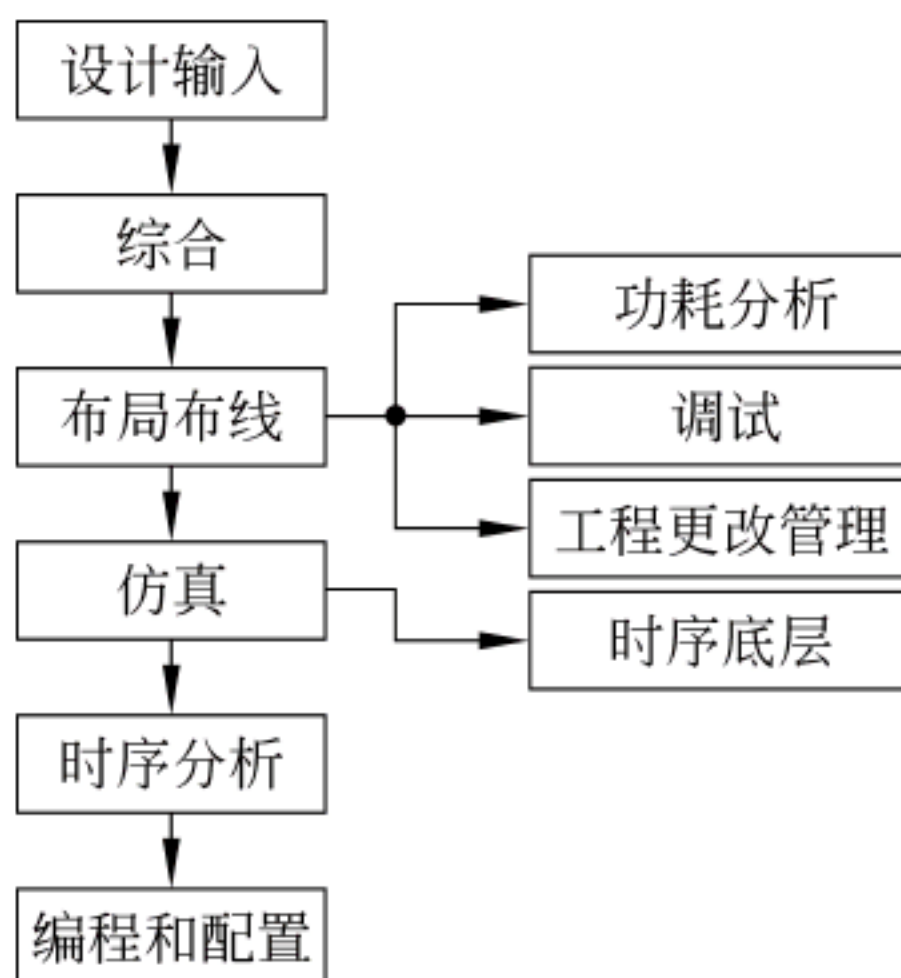 设计输入
综合
布局布线
仿真
时序分析
编程和配置
功耗分析
调试
工程更改管理
时序底层